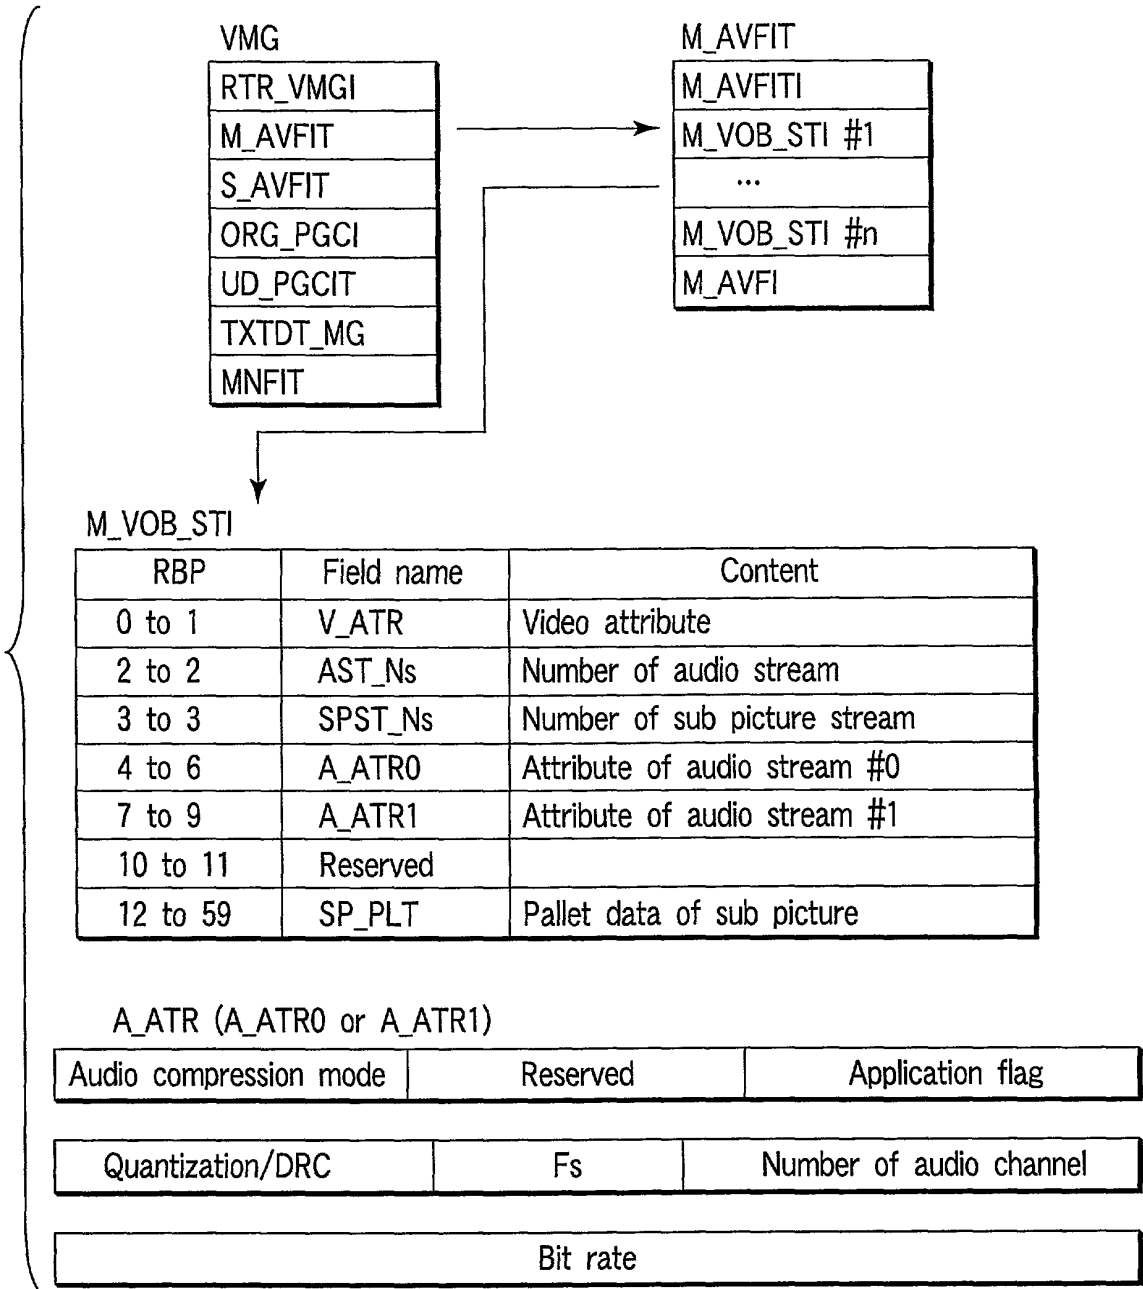 VMG
RTR_VMGI
M_AVFIT
S_AVFIT
ORG_PGCI
UD_PGCIT
TXTDT_MG
MNFIT
M_AVFIT
M_AVFITI
M_VOB_STI #1
...
M_VOB_STI #n
M_AVFI
M_VOB_STI
RBP Field name Content
0 to 1 V_ATR Video attribute
2 to 2 AST_Ns Number of audio stream
3 to 3 SPST_Ns Number of sub picture stream
4 to 6 A_ATR0 Attribute of audio stream #0
7 to 9 A_ATR1 Attribute of audio stream #1
10 to 11 Reserved
12 to 59 SP_PLT Pallet data of sub picture
A_ATR (A_ATR0 or A_ATR1)
Audio compression mode Reserved Application flag
Quantization/DRC Fs Number of audio channel
Bit rate